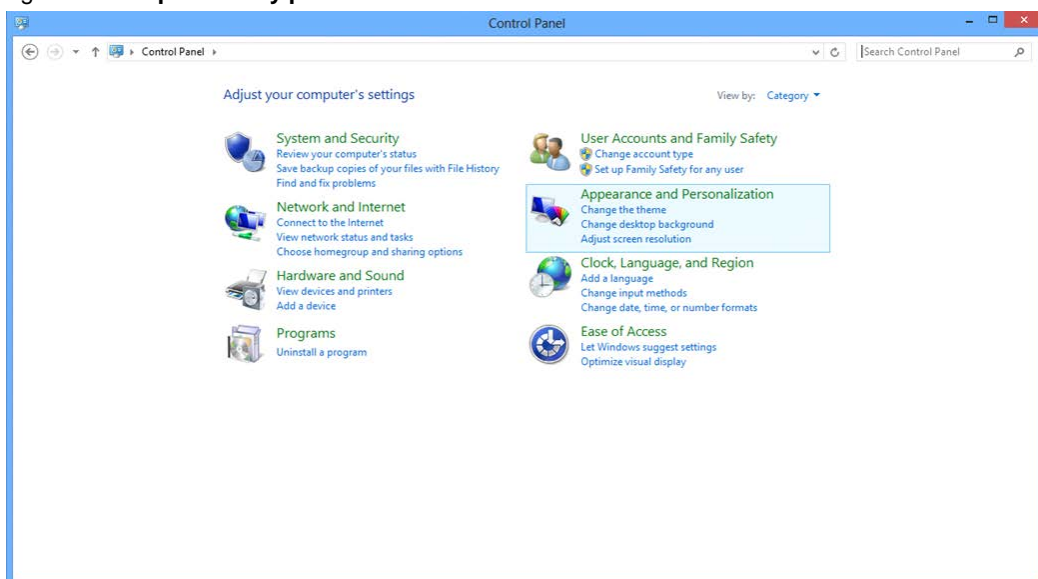 Control Panel
Control Panel
Search Control Panel
Adjust your computer's settings
View by: Category
System and Security
Review your computer's status
Save backup copies of your files with File History
Find and fix problems
Network and Internet
Connect to the Internet
View network status and tasks
Choose homegroup and sharing options
Hardware and Sound
View devices and printers
Add a device
Programs
Uninstall a program
User Accounts and Family Safety
Change account type
Set up Family Safety for any user
Appearance and Personalization
Change the theme
Change desktop background
Adjust screen resolution
Clock, Language, and Region
Add a language
Change input methods
Change date, time, or number formats
Ease of Access
Let Windows suggest settings
Optimize visual display